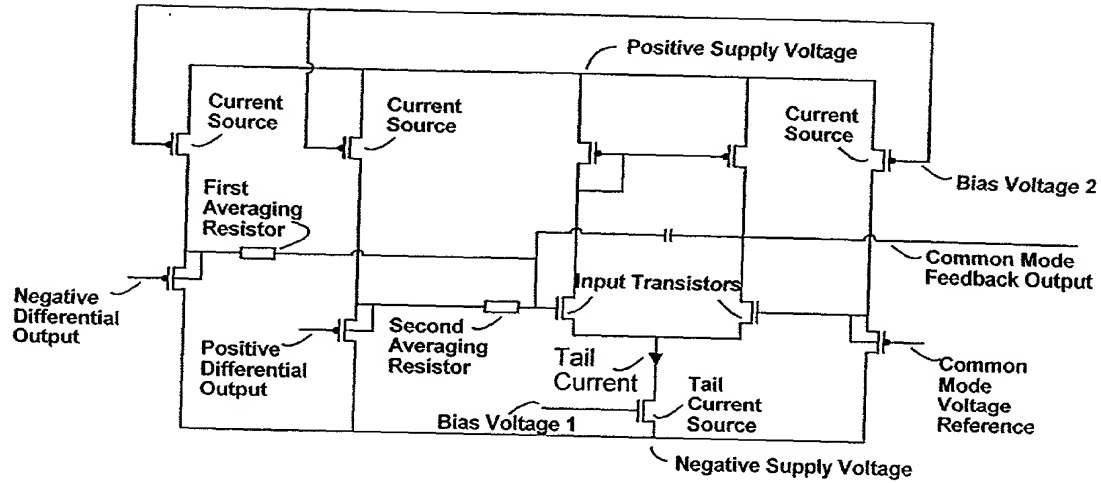 Positive Supply Voltage
Current
Source
Current
Source
Current
Source
Bias Voltage 2
First
Averaging
Resistor
Common Mode
Feedback Output
Input Transistors
Negative
Differential
Output
Positive
Differential
Output
Second
Averaging
Resistor
Tail
Current
Tail
Current
Source
Common
Mode
Voltage
Reference
Bias Voltage 1
Negative Supply Voltage